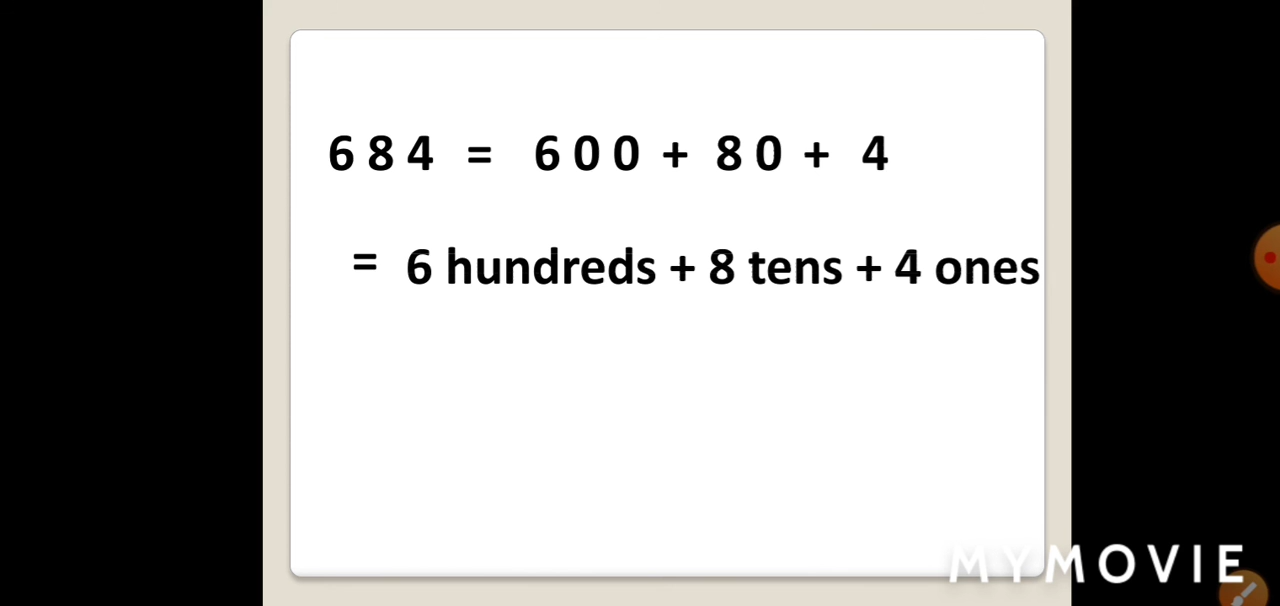 684 = 600 + 80 + 4
= 6 hundreds + 8 tens + 4 ones
MYMOVIE